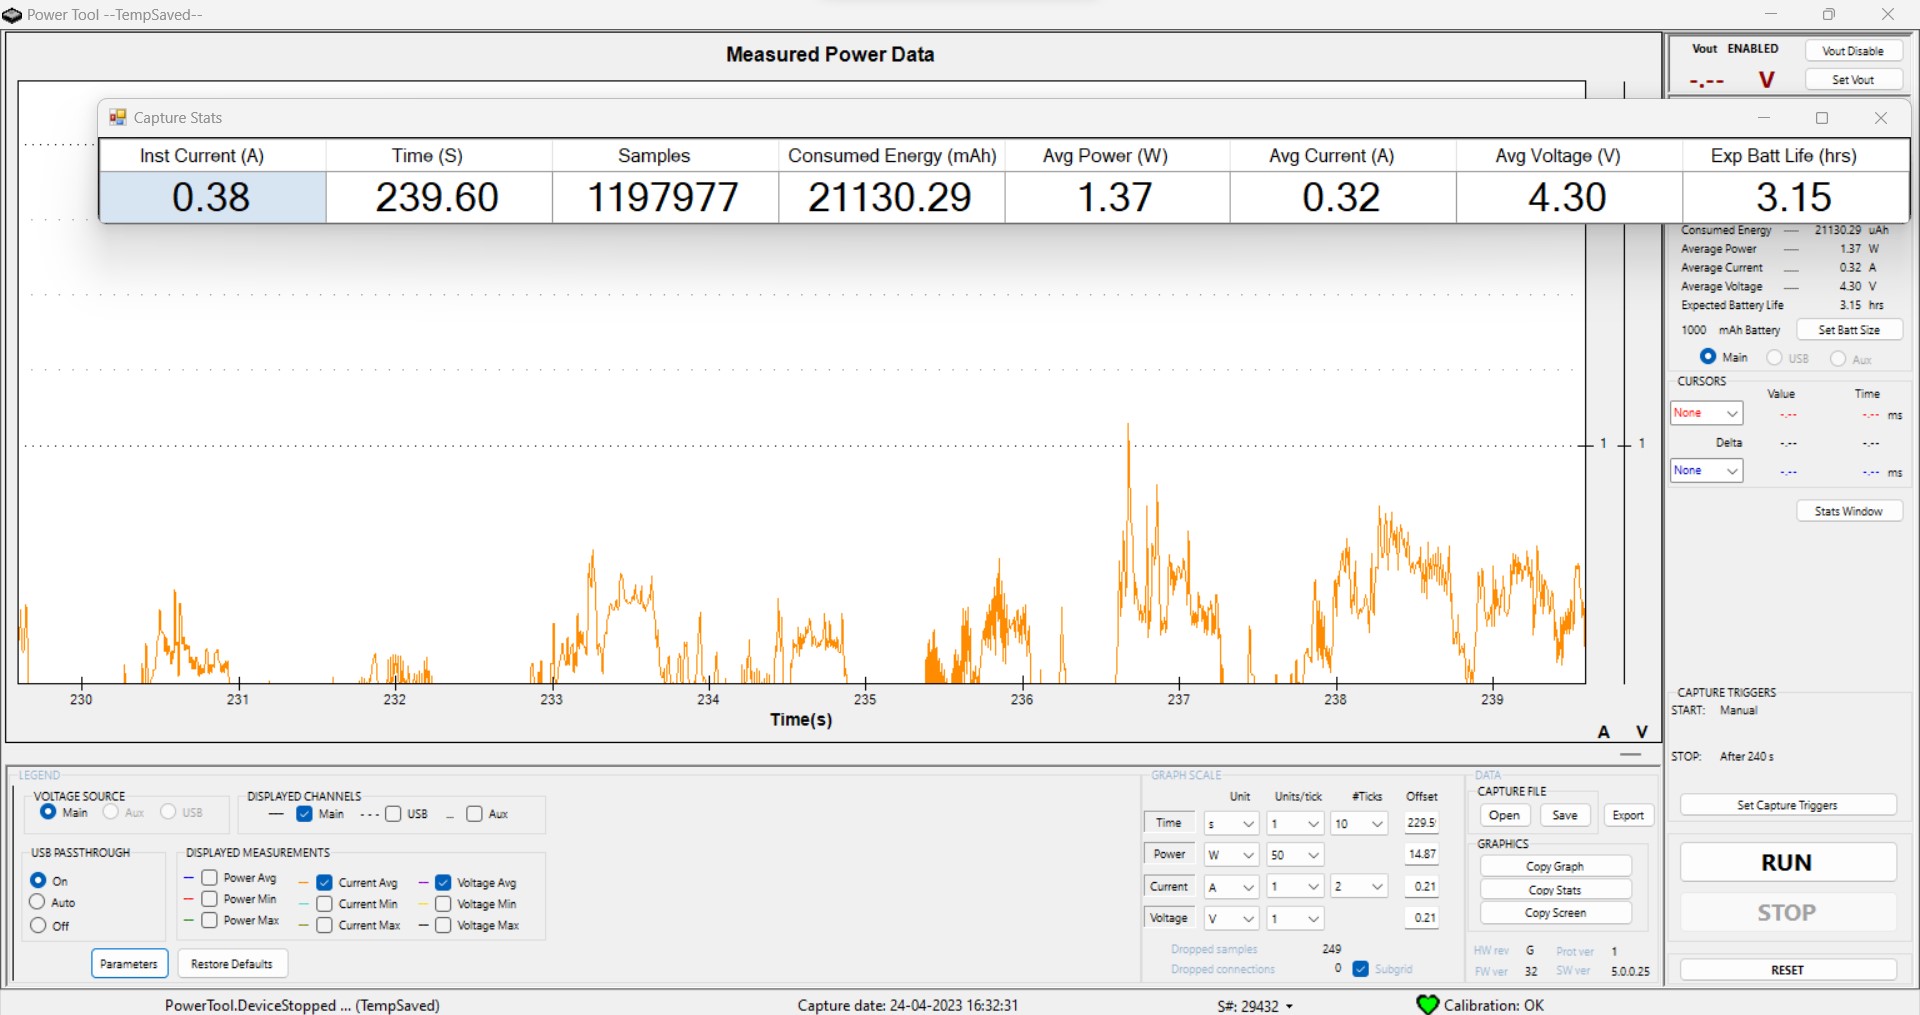 Power Tool --TempSaved--
Measured Power Data
Vout ENABLED
Vout Disable
-.-- V
Set Vout
Capture Stats
Inst Current (A) Time (S) Samples Consumed Energy (mAh) Avg Power (W) Avg Current (A) Avg Voltage (V) Exp Batt Life (hrs)
0.38 239.60 1197977 21130.29 1.37 0.32 4.30 3.15
Consumed Energy 21130.29 uAh
Average Power 1.37 W
Average Current 0.32 A
Average Voltage 4.30 V
Expected Battery Life 3.15 hrs
1000 mAh Battery Set Batt Size
Main USB Aux
CURSORS
Value Time
None -.-- -.-- ms
Delta -.-- -.--
None -.-- -.-- ms
Stats Window
1 1
230 231 232 233 234 235 236 237 238 239
Time(s)
A V
CAPTURE TRIGGERS
START: Manual
STOP: After 240 s
Set Capture Triggers
RUN
STOP
RESET
LEGEND
VOLTAGE SOURCE
Main Aux USB
DISPLAYED CHANNELS
Main USB Aux
USB PASSTHROUGH
On
Auto
Off
DISPLAYED MEASUREMENTS
Power Avg Current Avg Voltage Avg
Power Min Current Min Voltage Min
Power Max Current Max Voltage Max
Parameters Restore Defaults
GRAPH SCALE
Unit Units/tick #Ticks Offset
Time s 1 10 229.5
Power W 50 14.87
Current A 1 2 0.21
Voltage V 1 0.21
Dropped samples 249
Dropped connections 0 Subgrid
DATA
CAPTURE FILE
Open Save Export
GRAPHICS
Copy Graph
Copy Stats
Copy Screen
HW rev G Prot ver 1
FW ver 32 SW ver 5.0.0.25
PowerTool.DeviceStopped ... (TempSaved) Capture date: 24-04-2023 16:32:31 S#: 29432 Calibration: OK